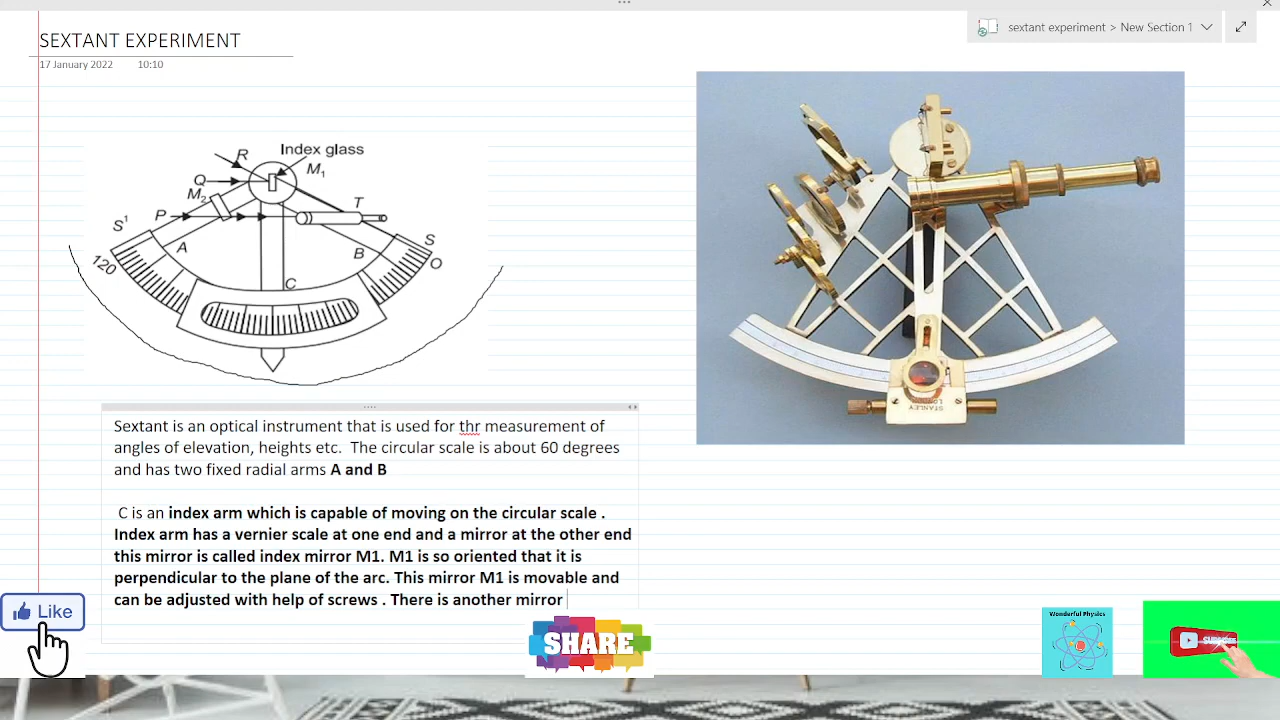 sextant experiment > New Section 1
SEXTANT EXPERIMENT
17 January 2022 10:10
Index glass
R
M1
Q
M2
T
P
S1
S
A
B
O
120
C
STANLEY
LONDON
Sextant is an optical instrument that is used for thr measurement of
angles of elevation, heights etc. The circular scale is about 60 degrees
and has two fixed radial arms A and B
C is an index arm which is capable of moving on the circular scale .
Index arm has a vernier scale at one end and a mirror at the other end
this mirror is called index mirror M1. M1 is so oriented that it is
perpendicular to the plane of the arc. This mirror M1 is movable and
can be adjusted with help of screws . There is another mirror
Like
SHARE
Wonderful Physics
SUBSCRIBE